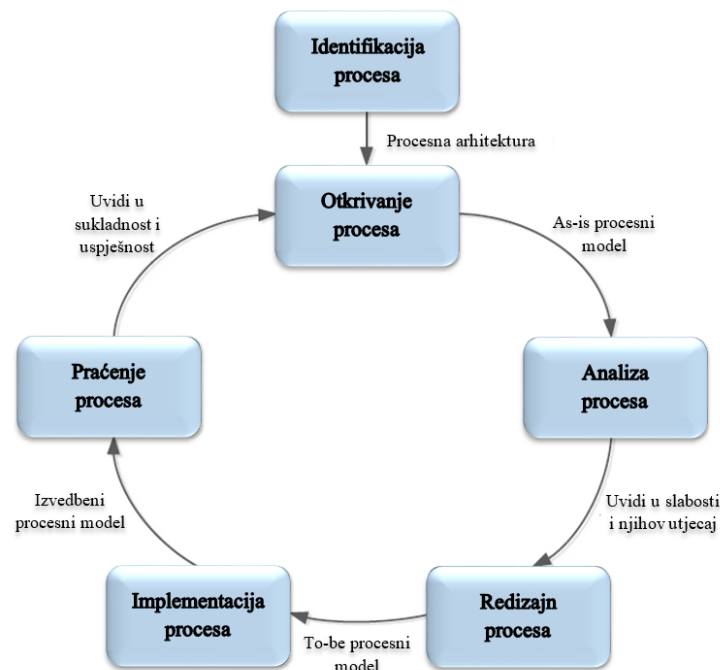 Identifikacija
procesa
Procesna arhitektura
Otkrivanje
procesa
Uvidi u
sukladnost i
uspješnost
As-is procesni
model
Praćenje
procesa
Analiza
procesa
Izvedbeni
procesni model
Uvidi u slabosti
i njihov utjecaj
Implementacija
procesa
Redizajn
procesa
To-be procesni
model